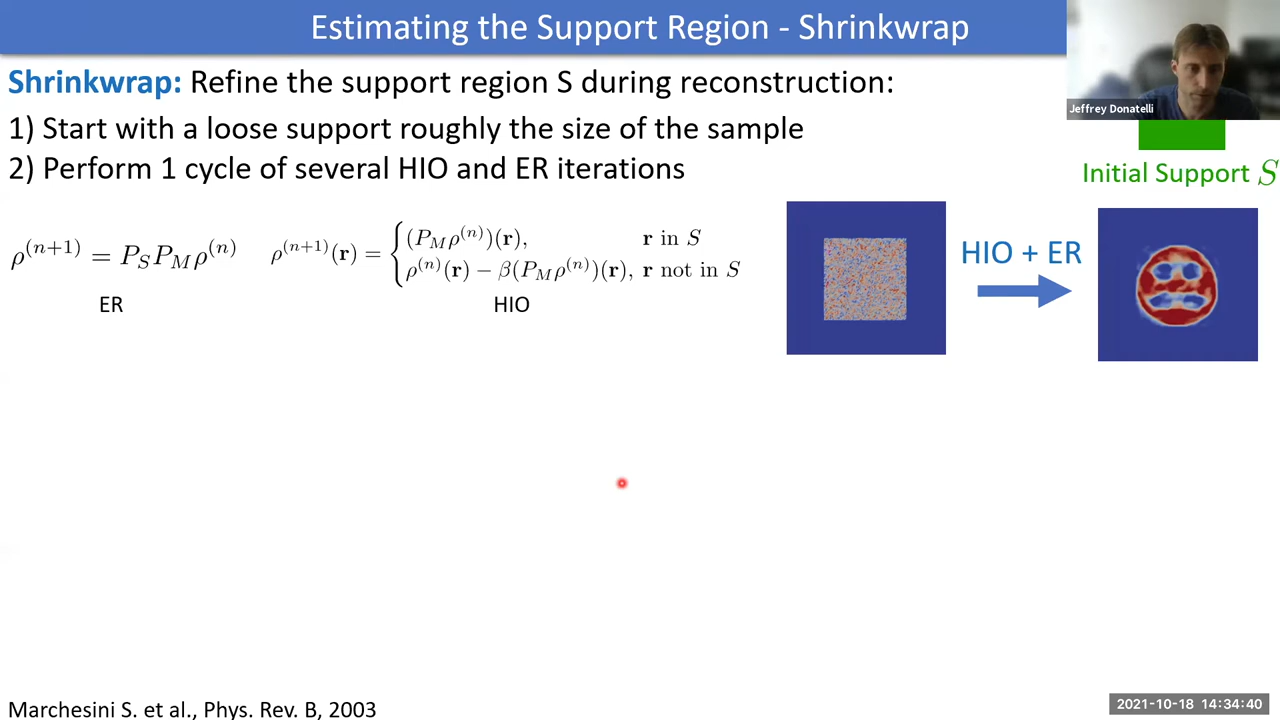 Estimating the Support Region - Shrinkwrap
Jeffrey Donatelli
Shrinkwrap: Refine the support region S during reconstruction:
1) Start with a loose support roughly the size of the sample
2) Perform 1 cycle of several HIO and ER iterations
Initial Support S
ρ^(n+1) = P_S P_M ρ^(n)
ER
ρ^(n+1)(r) = { (P_M ρ^(n))(r), r in S
ρ^(n)(r) − β(P_M ρ^(n))(r), r not in S
HIO
HIO + ER
Marchesini S. et al., Phys. Rev. B, 2003
2021-10-18 14:34:40